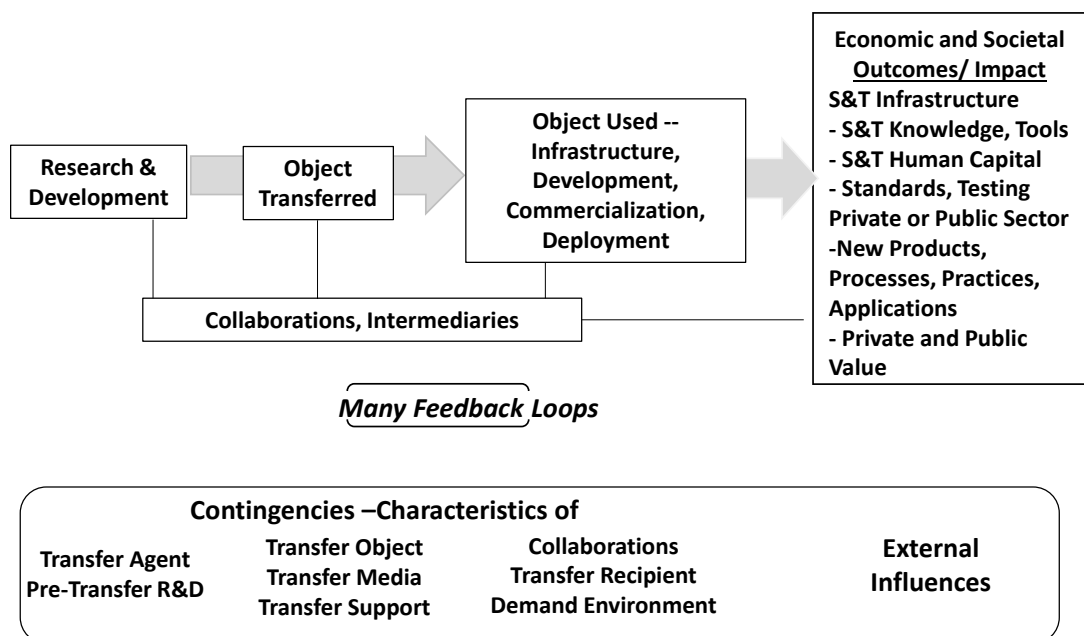 Research &
Development
Object
Transferred
Object Used --
Infrastructure,
Development,
Commercialization,
Deployment
Economic and Societal
Outcomes/ Impact
S&T Infrastructure
- S&T Knowledge, Tools
- S&T Human Capital
- Standards, Testing
Private or Public Sector
-New Products,
Processes, Practices,
Applications
- Private and Public
Value
Collaborations, Intermediaries
Many Feedback Loops
Contingencies –Characteristics of
Transfer Agent
Pre-Transfer R&D
Transfer Object
Transfer Media
Transfer Support
Collaborations
Transfer Recipient
Demand Environment
External
Influences